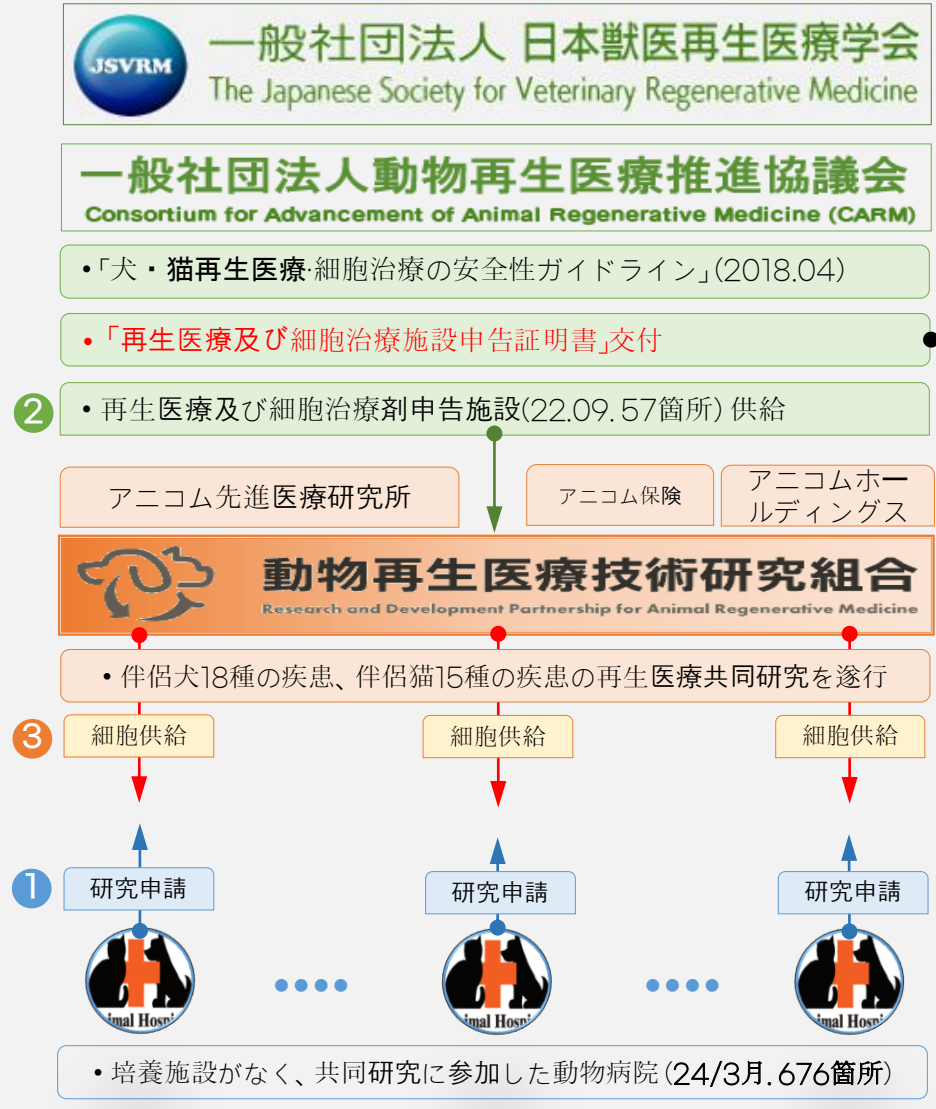 JSVRM
一般社団法人 日本獣医再生医療学会
The Japanese Society for Veterinary Regenerative Medicine
一般社団法人動物再生医療推進協議会
Consortium for Advancement of Animal Regenerative Medicine (CARM)
•「犬・猫再生医療·細胞治療の安全性ガイドライン」(2018.04)
•「再生医療及び細胞治療施設申告証明書」交付
2
• 再生医療及び細胞治療剤申告施設(22.09. 57箇所) 供給
アニコム先進医療研究所
アニコム保険
アニコムホー
ルディングス
動物再生医療技術研究組合
Research and Development Partnership for Animal Regenerative Medicine
• 伴侶犬18種の疾患、伴侶猫15種の疾患の再生医療共同研究を遂行
3
細胞供給
細胞供給
細胞供給
1
研究申請
研究申請
研究申請
imal Hospi
imal Hospi
imal Hospi
• 培養施設がなく、共同研究に参加した動物病院 (24/3月. 676箇所)